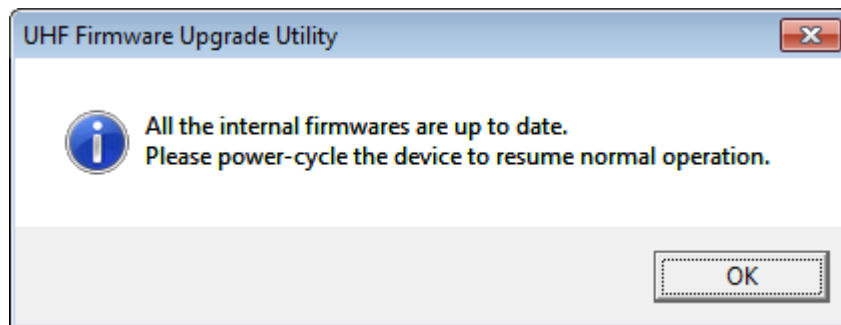 UHF Firmware Upgrade Utility
All the internal firmwares are up to date.
Please power-cycle the device to resume normal operation.
OK